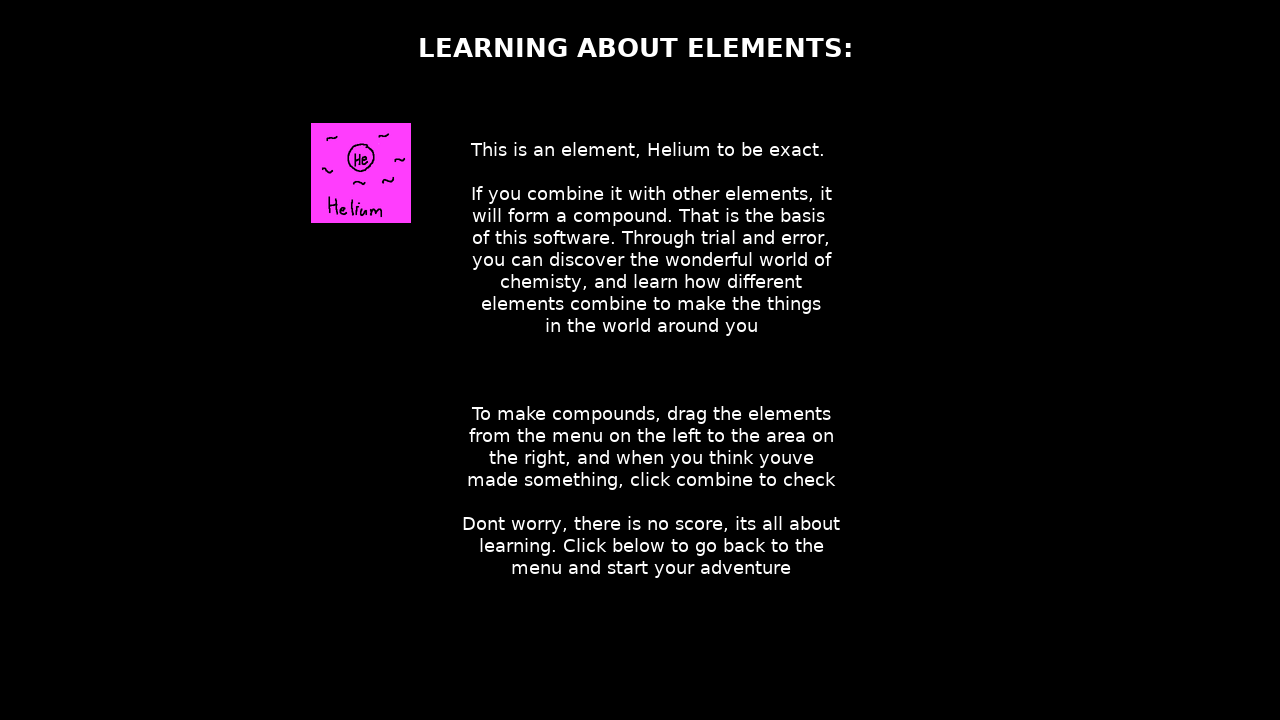 LEARNING ABOUT ELEMENTS:
He
Helium
This is an element, Helium to be exact.
If you combine it with other elements, it
will form a compound. That is the basis
of this software. Through trial and error,
you can discover the wonderful world of
chemisty, and learn how different
elements combine to make the things
in the world around you
To make compounds, drag the elements
from the menu on the left to the area on
the right, and when you think youve
made something, click combine to check
Dont worry, there is no score, its all about
learning. Click below to go back to the
menu and start your adventure